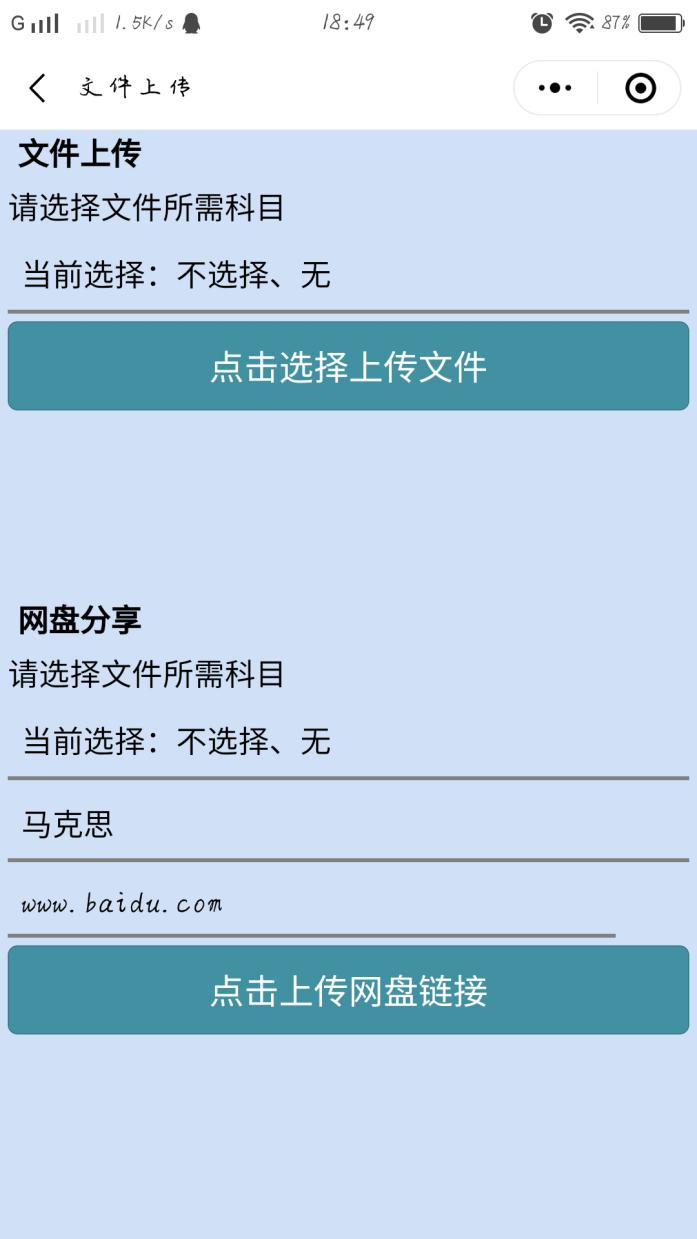 G 1.5K/s 18:49 87%
文件上传
文件上传
请选择文件所需科目
当前选择：不选择、无
点击选择上传文件
网盘分享
请选择文件所需科目
当前选择：不选择、无
马克思
www.baidu.com
点击上传网盘链接